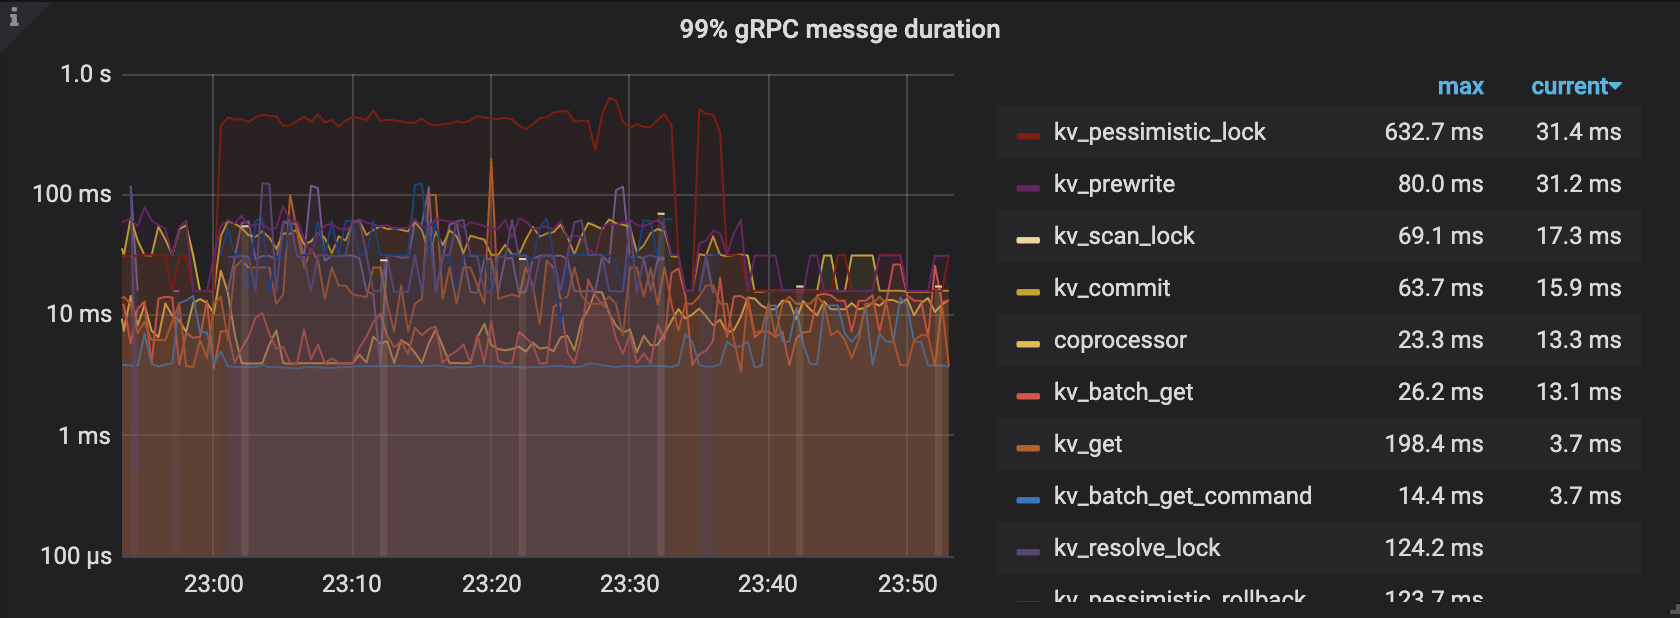 i
99% gRPC messge duration
1.0 s
100 ms
10 ms
1 ms
100 µs
23:00 23:10 23:20 23:30 23:40 23:50
max current
kv_pessimistic_lock 632.7 ms 31.4 ms
kv_prewrite 80.0 ms 31.2 ms
kv_scan_lock 69.1 ms 17.3 ms
kv_commit 63.7 ms 15.9 ms
coprocessor 23.3 ms 13.3 ms
kv_batch_get 26.2 ms 13.1 ms
kv_get 198.4 ms 3.7 ms
kv_batch_get_command 14.4 ms 3.7 ms
kv_resolve_lock 124.2 ms
kv_pessimistic_rollback 123.7 ms